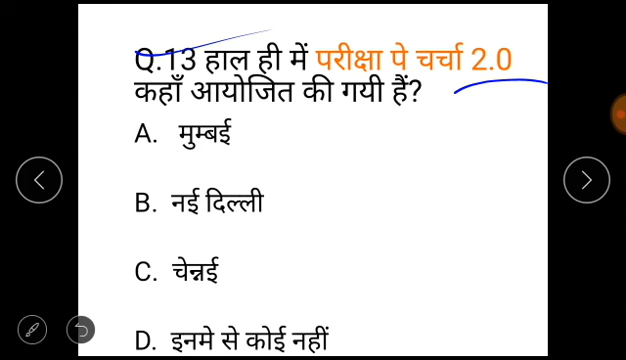 Q.13 हाल ही में परीक्षा पे चर्चा 2.0
कहाँ आयोजित की गयी हैं?
A. मुम्बई
B. नई दिल्ली
C. चेन्नई
D. इनमे से कोई नहीं